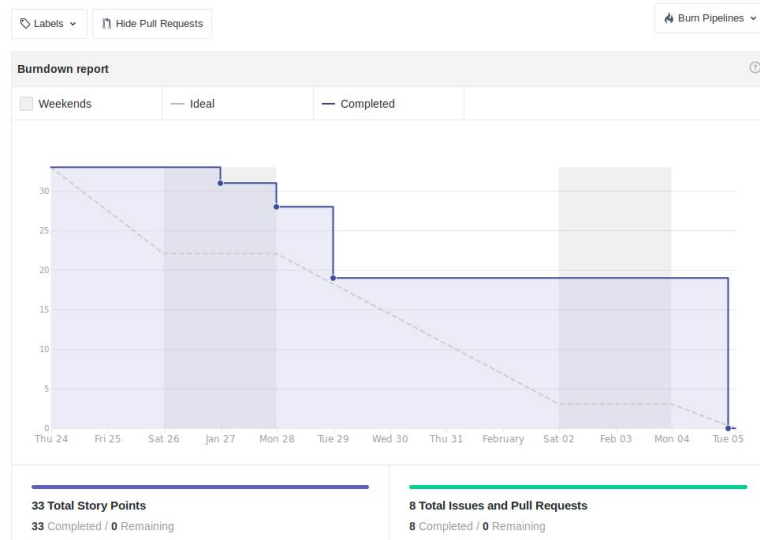 Labels Hide Pull Requests Burn Pipelines
Burndown report
Weekends Ideal Completed
30
25
20
15
10
5
0
Thu 24 Fri 25 Sat 26 Jan 27 Mon 28 Tue 29 Wed 30 Thu 31 February Sat 02 Feb 03 Mon 04 Tue 05
33 Total Story Points
33 Completed / 0 Remaining
8 Total Issues and Pull Requests
8 Completed / 0 Remaining